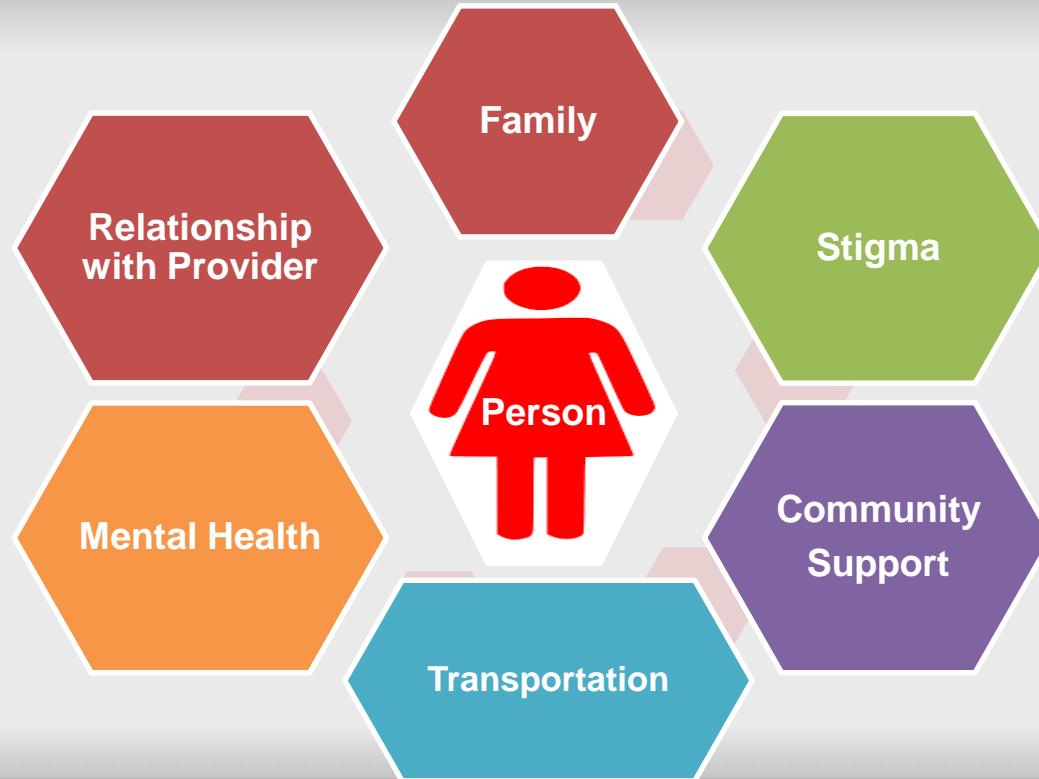 Family
Relationship
with Provider
Stigma
Person
Mental Health
Community
Support
Transportation